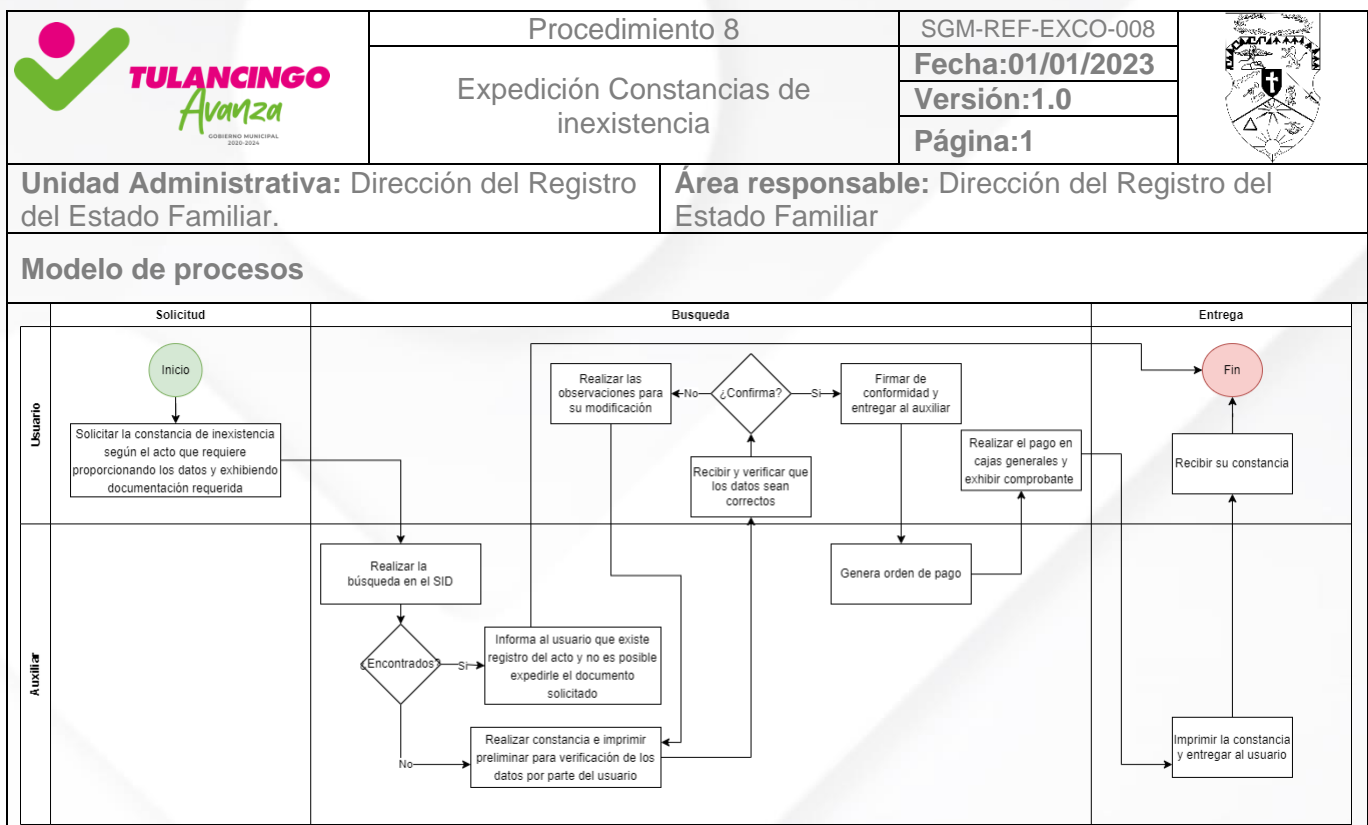 TULANCINGO
Avanza
GOBIERNO MUNICIPAL
2020-2024
Procedimiento 8
Expedición Constancias de
inexistencia
SGM-REF-EXCO-008
Fecha:01/01/2023
Versión:1.0
Página:1
Unidad Administrativa: Dirección del Registro
del Estado Familiar.
Área responsable: Dirección del Registro del
Estado Familiar
Modelo de procesos
Solicitud
Busqueda
Entrega
Usuario
Inicio
Solicitar la constancia de inexistencia
según el acto que requiere
proporcionando los datos y exhibiendo
documentación requerida
Realizar las
observaciones para
su modificación
No
¿Confirma?
Si
Firmar de
conformidad y
entregar al auxiliar
Recibir y verificar que
los datos sean
correctos
Realizar el pago en
cajas generales y
exhibir comprobante
Fin
Recibir su constancia
Auxiliar
Realizar la
búsqueda en el SID
¿Encontrados?
Si
Informa al usuario que existe
registro del acto y no es posible
expedirle el documento
solicitado
No
Realizar constancia e imprimir
preliminar para verificación de los
datos por parte del usuario
Genera orden de pago
Imprimir la constancia
y entregar al usuario